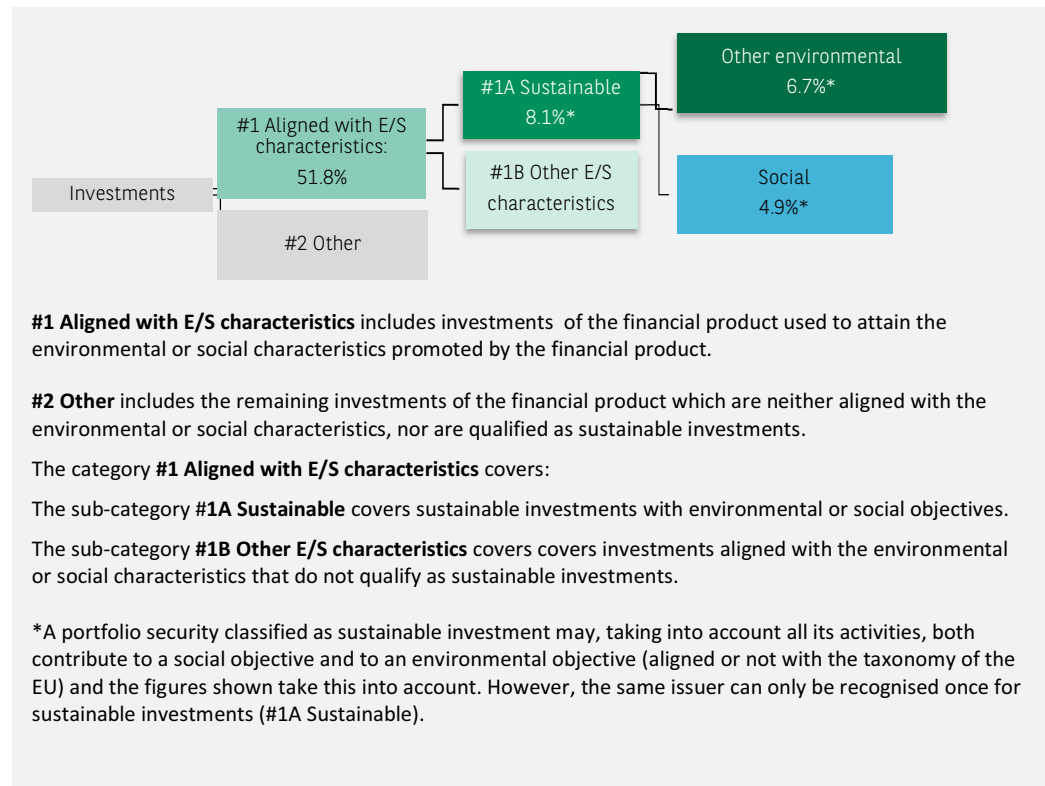 Other environmental
6.7%*
#1A Sustainable
8.1%*
#1 Aligned with E/S
characteristics:
51.8%
#1B Other E/S
characteristics
Social
4.9%*
Investments
#2 Other
#1 Aligned with E/S characteristics includes investments of the financial product used to attain the
environmental or social characteristics promoted by the financial product.
#2 Other includes the remaining investments of the financial product which are neither aligned with the
environmental or social characteristics, nor are qualified as sustainable investments.
The category #1 Aligned with E/S characteristics covers:
The sub-category #1A Sustainable covers sustainable investments with environmental or social objectives.
The sub-category #1B Other E/S characteristics covers covers investments aligned with the environmental
or social characteristics that do not qualify as sustainable investments.
*A portfolio security classified as sustainable investment may, taking into account all its activities, both
contribute to a social objective and to an environmental objective (aligned or not with the taxonomy of the
EU) and the figures shown take this into account. However, the same issuer can only be recognised once for
sustainable investments (#1A Sustainable).